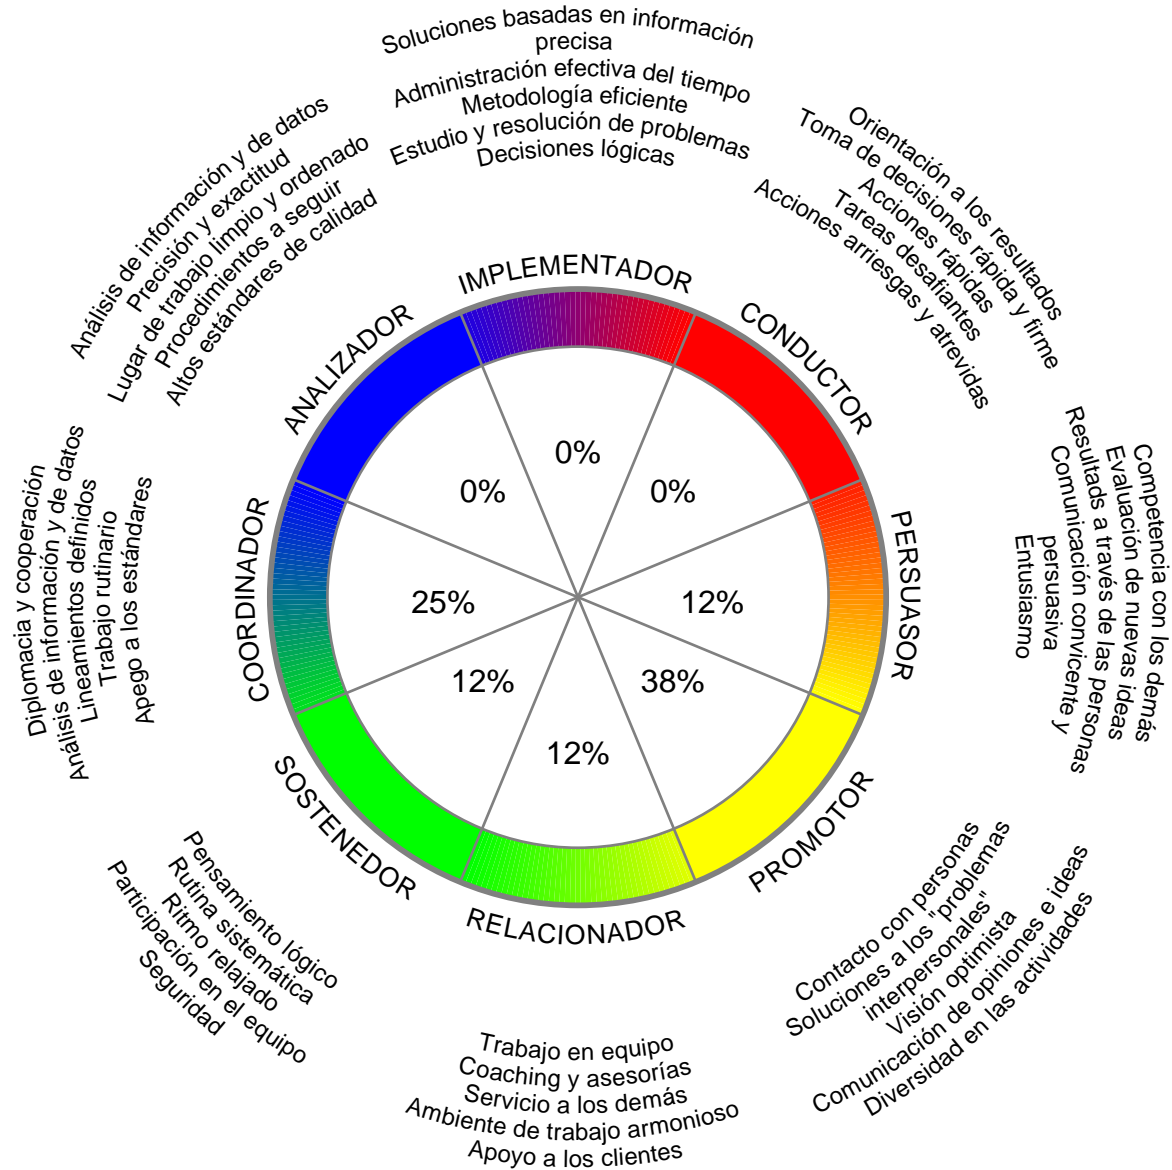 Soluciones basadas en información
precisa
Administración efectiva del tiempo
Metodología eficiente
Estudio y resolución de problemas
Decisiones lógicas
Orientación a los resultados
Toma de decisiones rápida y firme
Acciones rápidas
Tareas desafiantes
Acciones arriesgas y atrevidas
Análisis de información y de datos
Precisión y exactitud
Lugar de trabajo limpio y ordenado
Procedimientos a seguir
Altos estándares de calidad
IMPLEMENTADOR
CONDUCTOR
ANALIZADOR
PERSUASOR
COORDINADOR
PROMOTOR
SOSTENEDOR
RELACIONADOR
0%
0%
0%
25%
12%
12%
38%
12%
Competencia con los demás
Evaluación de nuevas ideas
Resultads a través de las personas
Comunicación convicente y
persuasiva
Entusiasmo
Diplomacia y cooperación
Análisis de información y de datos
Lineamientos definidos
Trabajo rutinario
Apego a los estándares
Contacto con personas
Soluciones a los "problemas
interpersonales"
Visión optimista
Comunicación de opiniones e ideas
Diversidad en las actividades
Pensamiento lógico
Rutina sistemática
Ritmo relajado
Participación en el equipo
Seguridad
Trabajo en equipo
Coaching y asesorías
Servicio a los demás
Ambiente de trabajo armonioso
Apoyo a los clientes